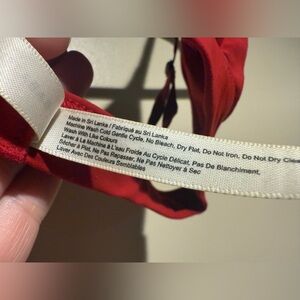 Made in Sri Lanka / Fabriqué au Sri Lanka
Machine Wash Cold Gentle Cycle, No Bleach, Dry Flat, Do Not Iron, Do Not Dry Clean
Wash With Like Colours
Laver à La Machine à L'eau Froide Au Cycle Délicat, Pas De Blanchiment,
Sécher à Plat, Ne Pas Repasser, Ne Pas Nettoyer à Sec
Laver Avec Des Couleurs Semblables